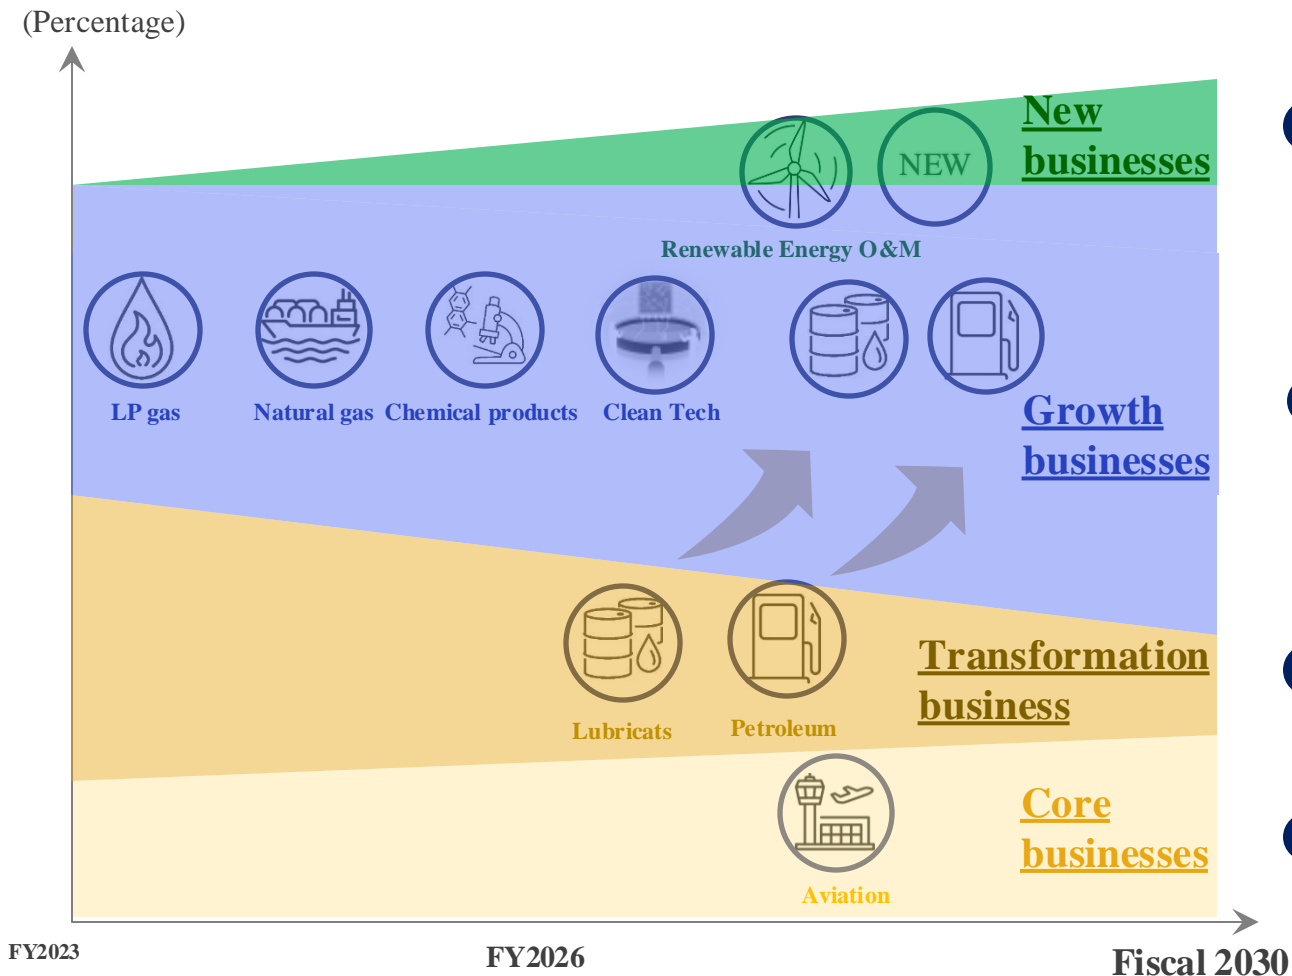 (Percentage)
New
businesses
NEW
Renewable Energy O&M
LP gas
Natural gas
Chemical products
Clean Tech
Growth
businesses
Transformation
business
Lubricats
Petroleum
Core
businesses
Aviation
FY2023
FY2026
Fiscal 2030